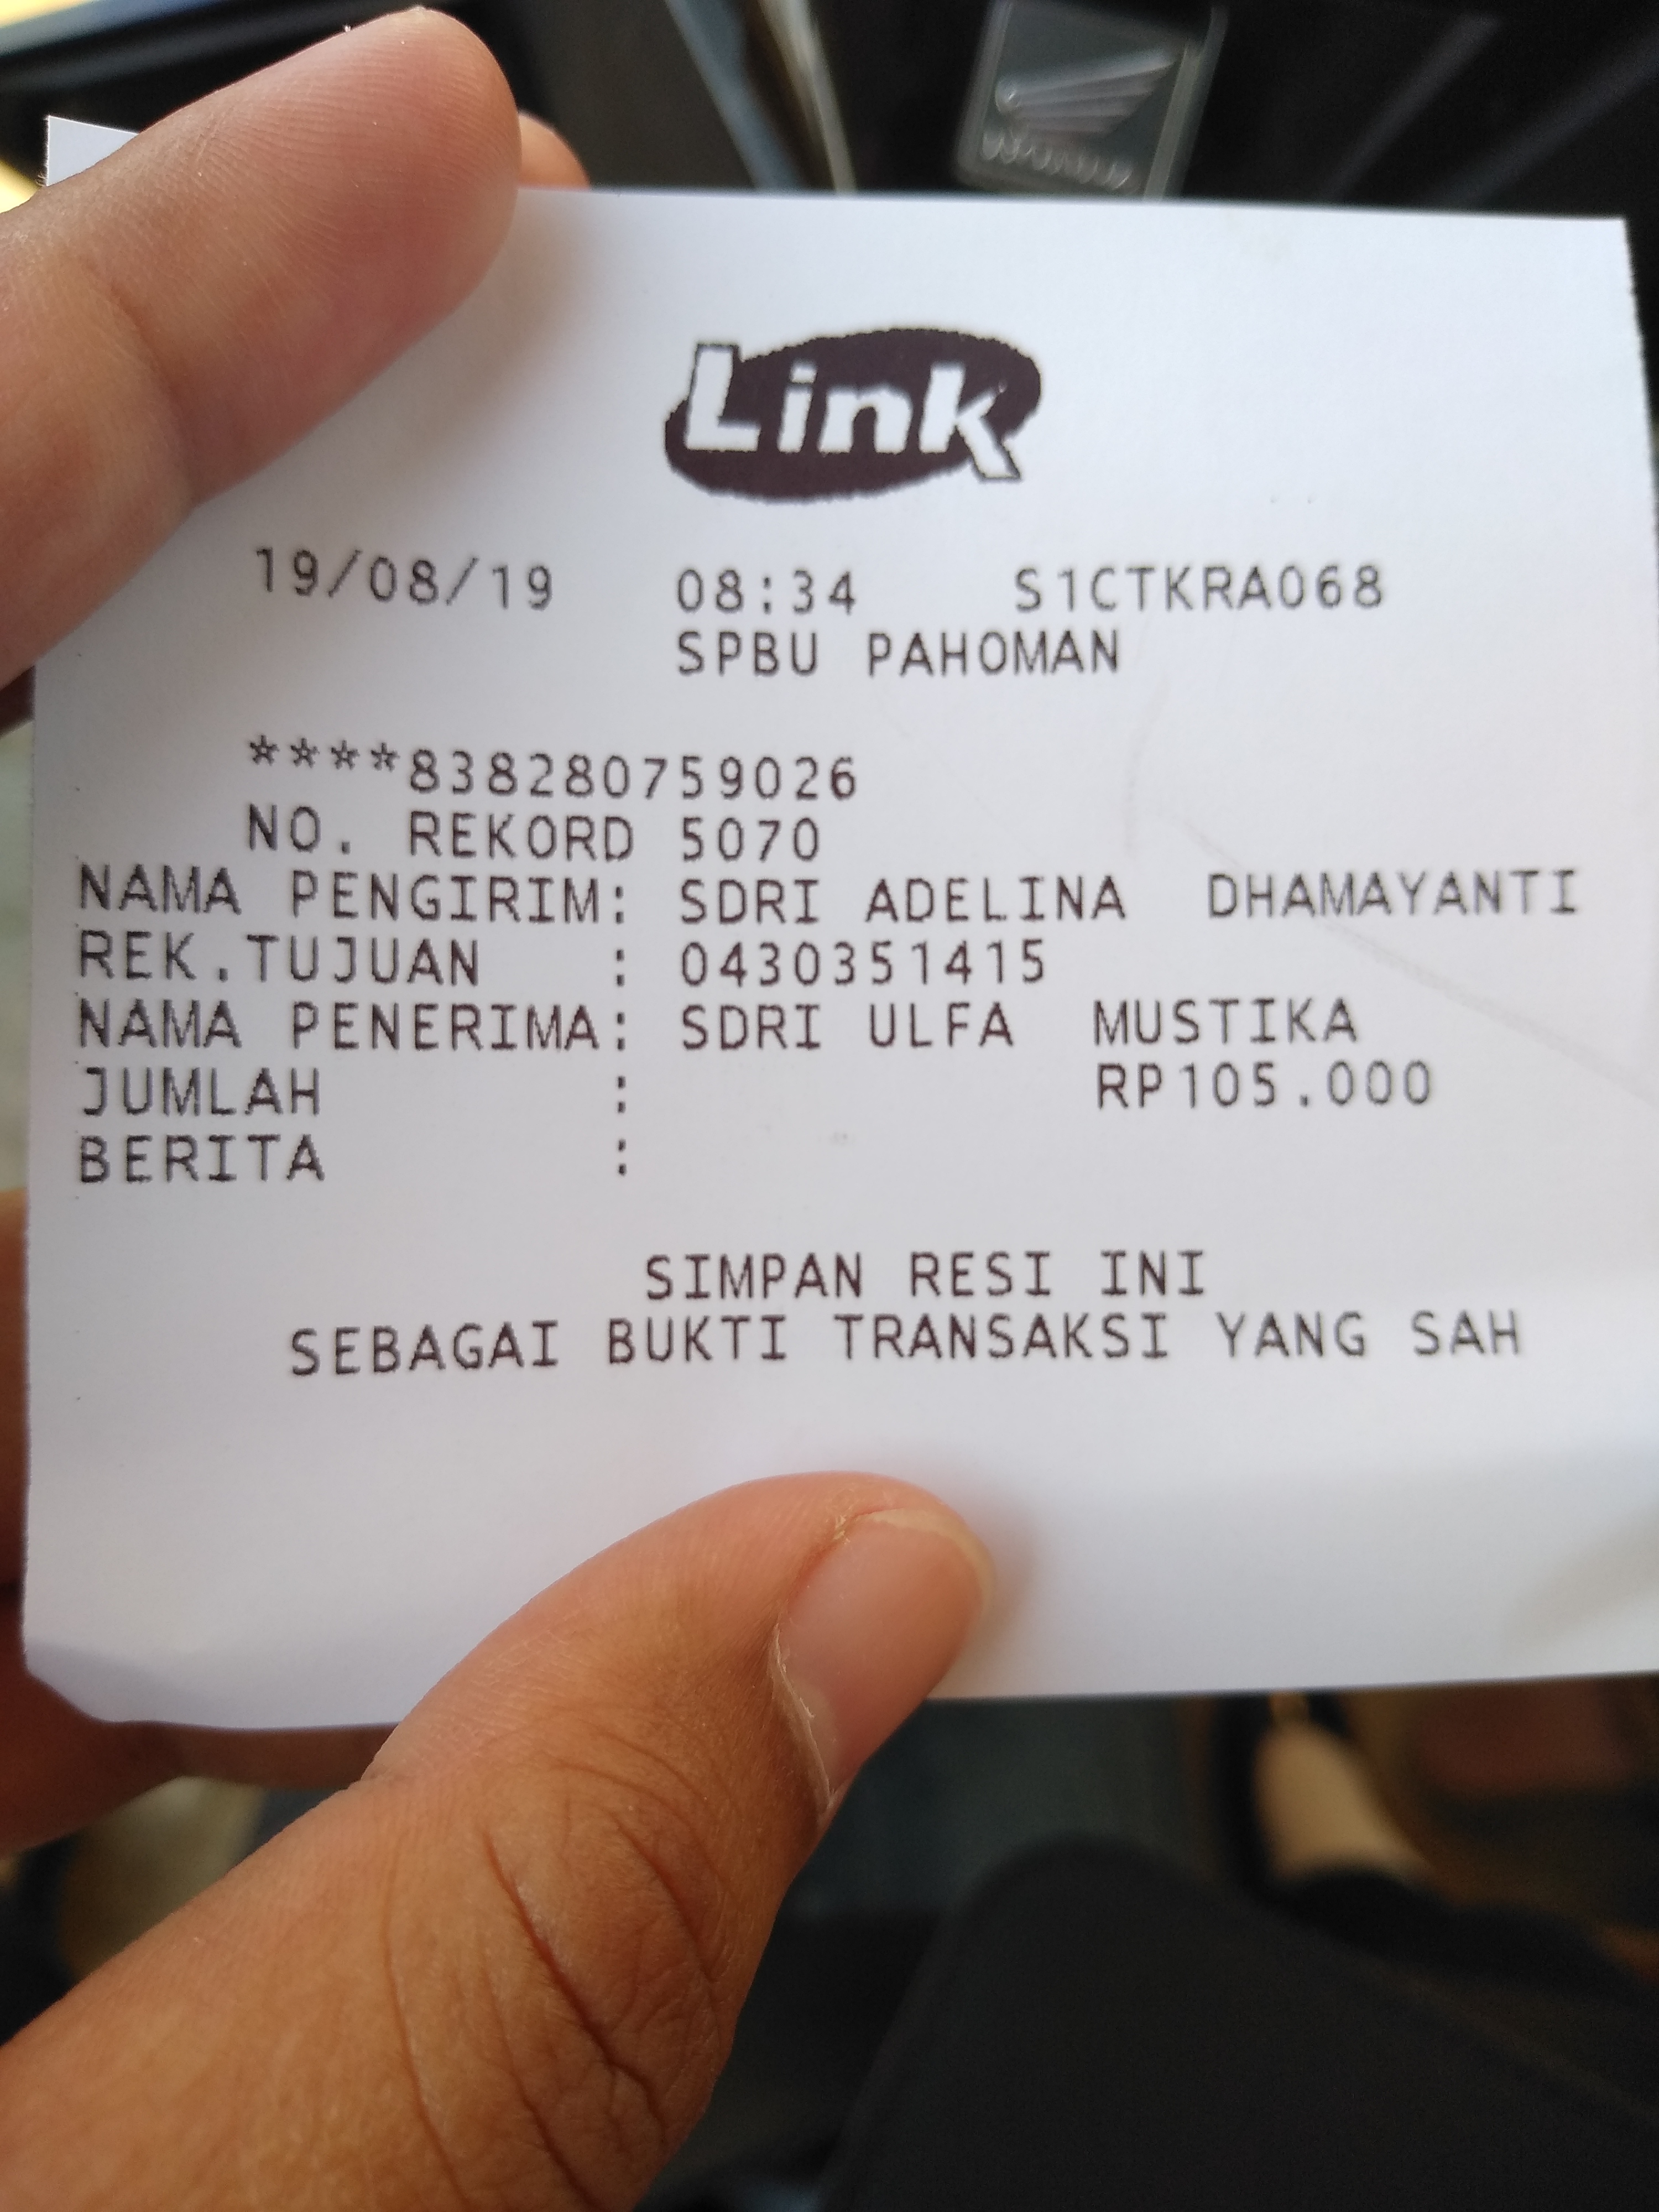 Link
19/08/19 08:34 S1CTKRA068
SPBU PAHOMAN
****838280759026
NO. REKORD 5070
NAMA PENGIRIM: SDRI ADELINA DHAMAYANTI
REK.TUJUAN : 0430351415
NAMA PENERIMA: SDRI ULFA MUSTIKA
JUMLAH : RP105.000
BERITA :
SIMPAN RESI INI
SEBAGAI BUKTI TRANSAKSI YANG SAH